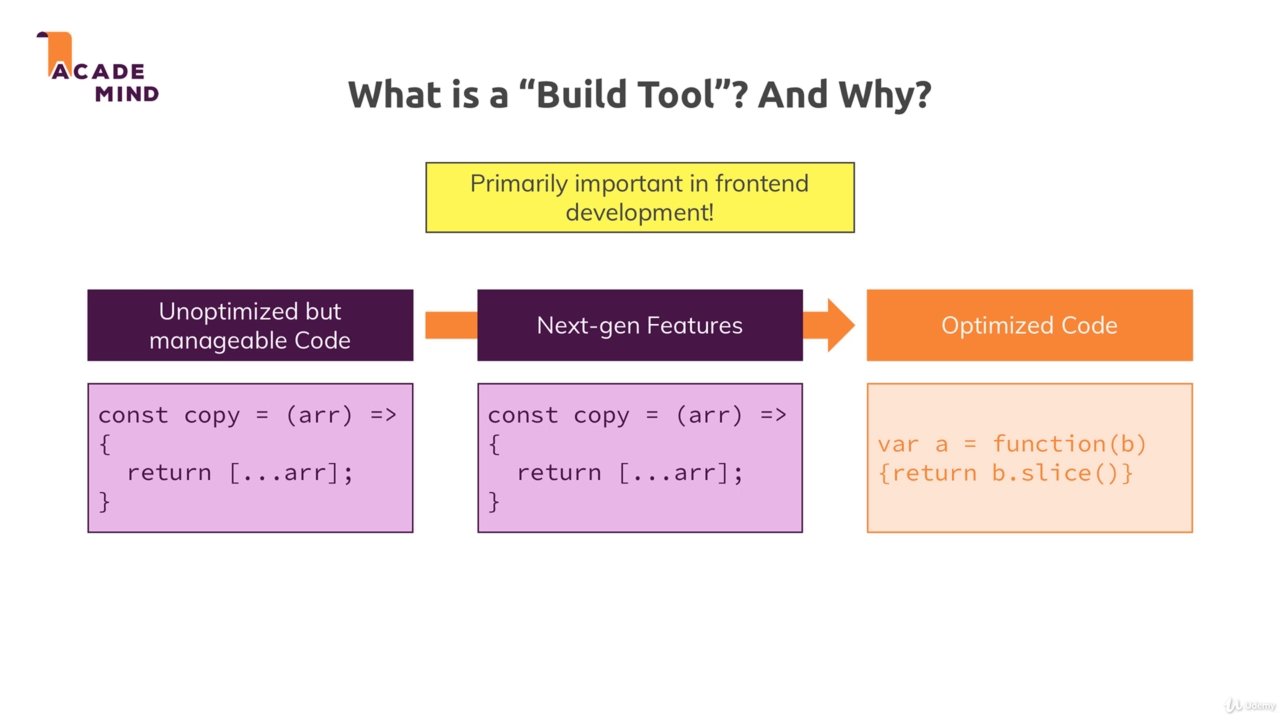 ACADE
MIND
What is a “Build Tool”? And Why?
Primarily important in frontend
development!
Unoptimized but
manageable Code
Next-gen Features
Optimized Code
const copy = (arr) =>
{
  return [...arr];
}
const copy = (arr) =>
{
  return [...arr];
}
var a = function(b)
{return b.slice()}
Udemy